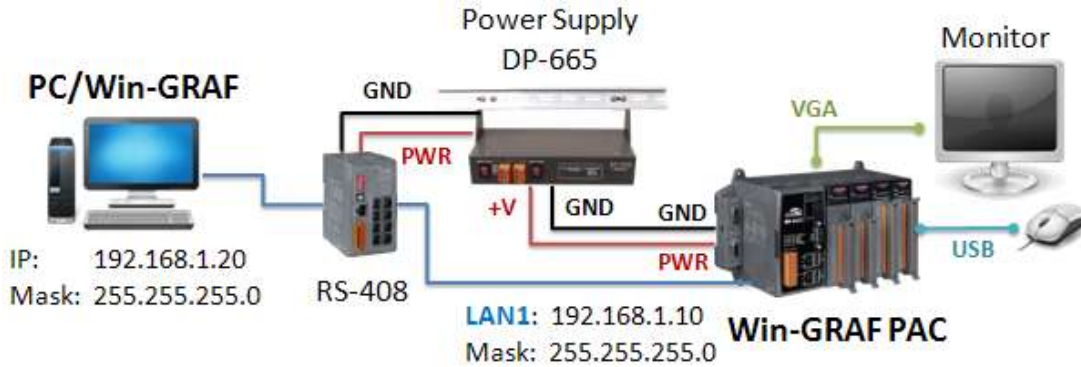 Power Supply
DP-665
Monitor
PC/Win-GRAF
GND
VGA
PWR
+V
GND
GND
PWR
USB
IP: 192.168.1.20
Mask: 255.255.255.0
RS-408
LAN1: 192.168.1.10
Mask: 255.255.255.0
Win-GRAF PAC